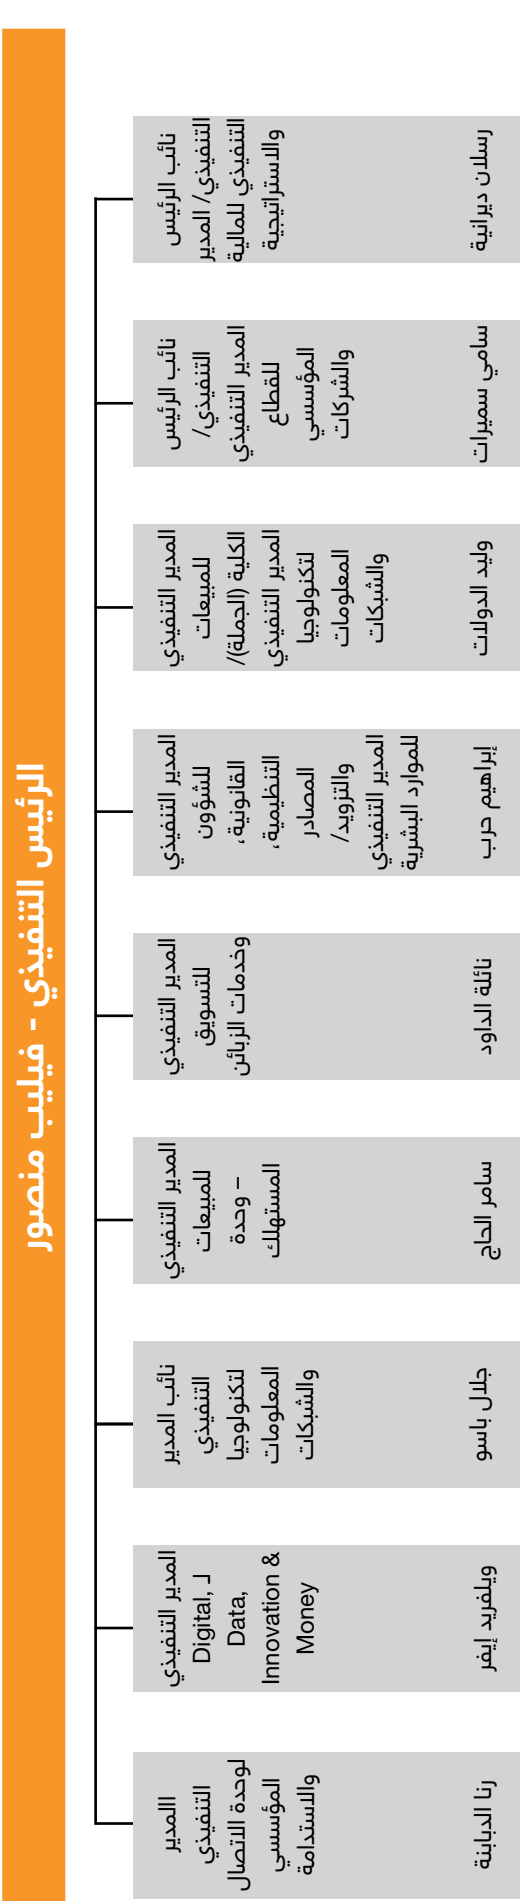 الرئيس التنفيذي - فيليب منصور
نائب الرئيس
التنفيذي/ المدير
التنفيذي للمالية
والاستراتيجية
رسلان ديرانية
نائب الرئيس
التنفيذي/
المدير التنفيذي
للقطاع
المؤسسي
والشركات
سامي سميرات
المدير التنفيذي
للمبيعات
الكلية (الجملة)/
المدير التنفيذي
لتكنولوجيا
المعلومات
والشبكات
وليد الدولات
المدير التنفيذي
للشؤون
القانونية،
التنظيمية،
المصادر
والتزويد/
المدير التنفيذي
للموارد البشرية
إبراهيم حرب
المدير التنفيذي
للتسويق
وخدمات الزبائن
نائلة الداود
المدير التنفيذي
للمبيعات
– وحدة
المستهلك
سامر الحاج
نائب المدير
التنفيذي
لتكنولوجيا
المعلومات
والشبكات
جلال باسو
المدير التنفيذي
لـ Digital,
Data,
Innovation &
Money
ويلفريد إيفر
االمدير
التنفيذي
لوحدة الاتصال
المؤسسي
والاستدامة
رنا الدبابنة